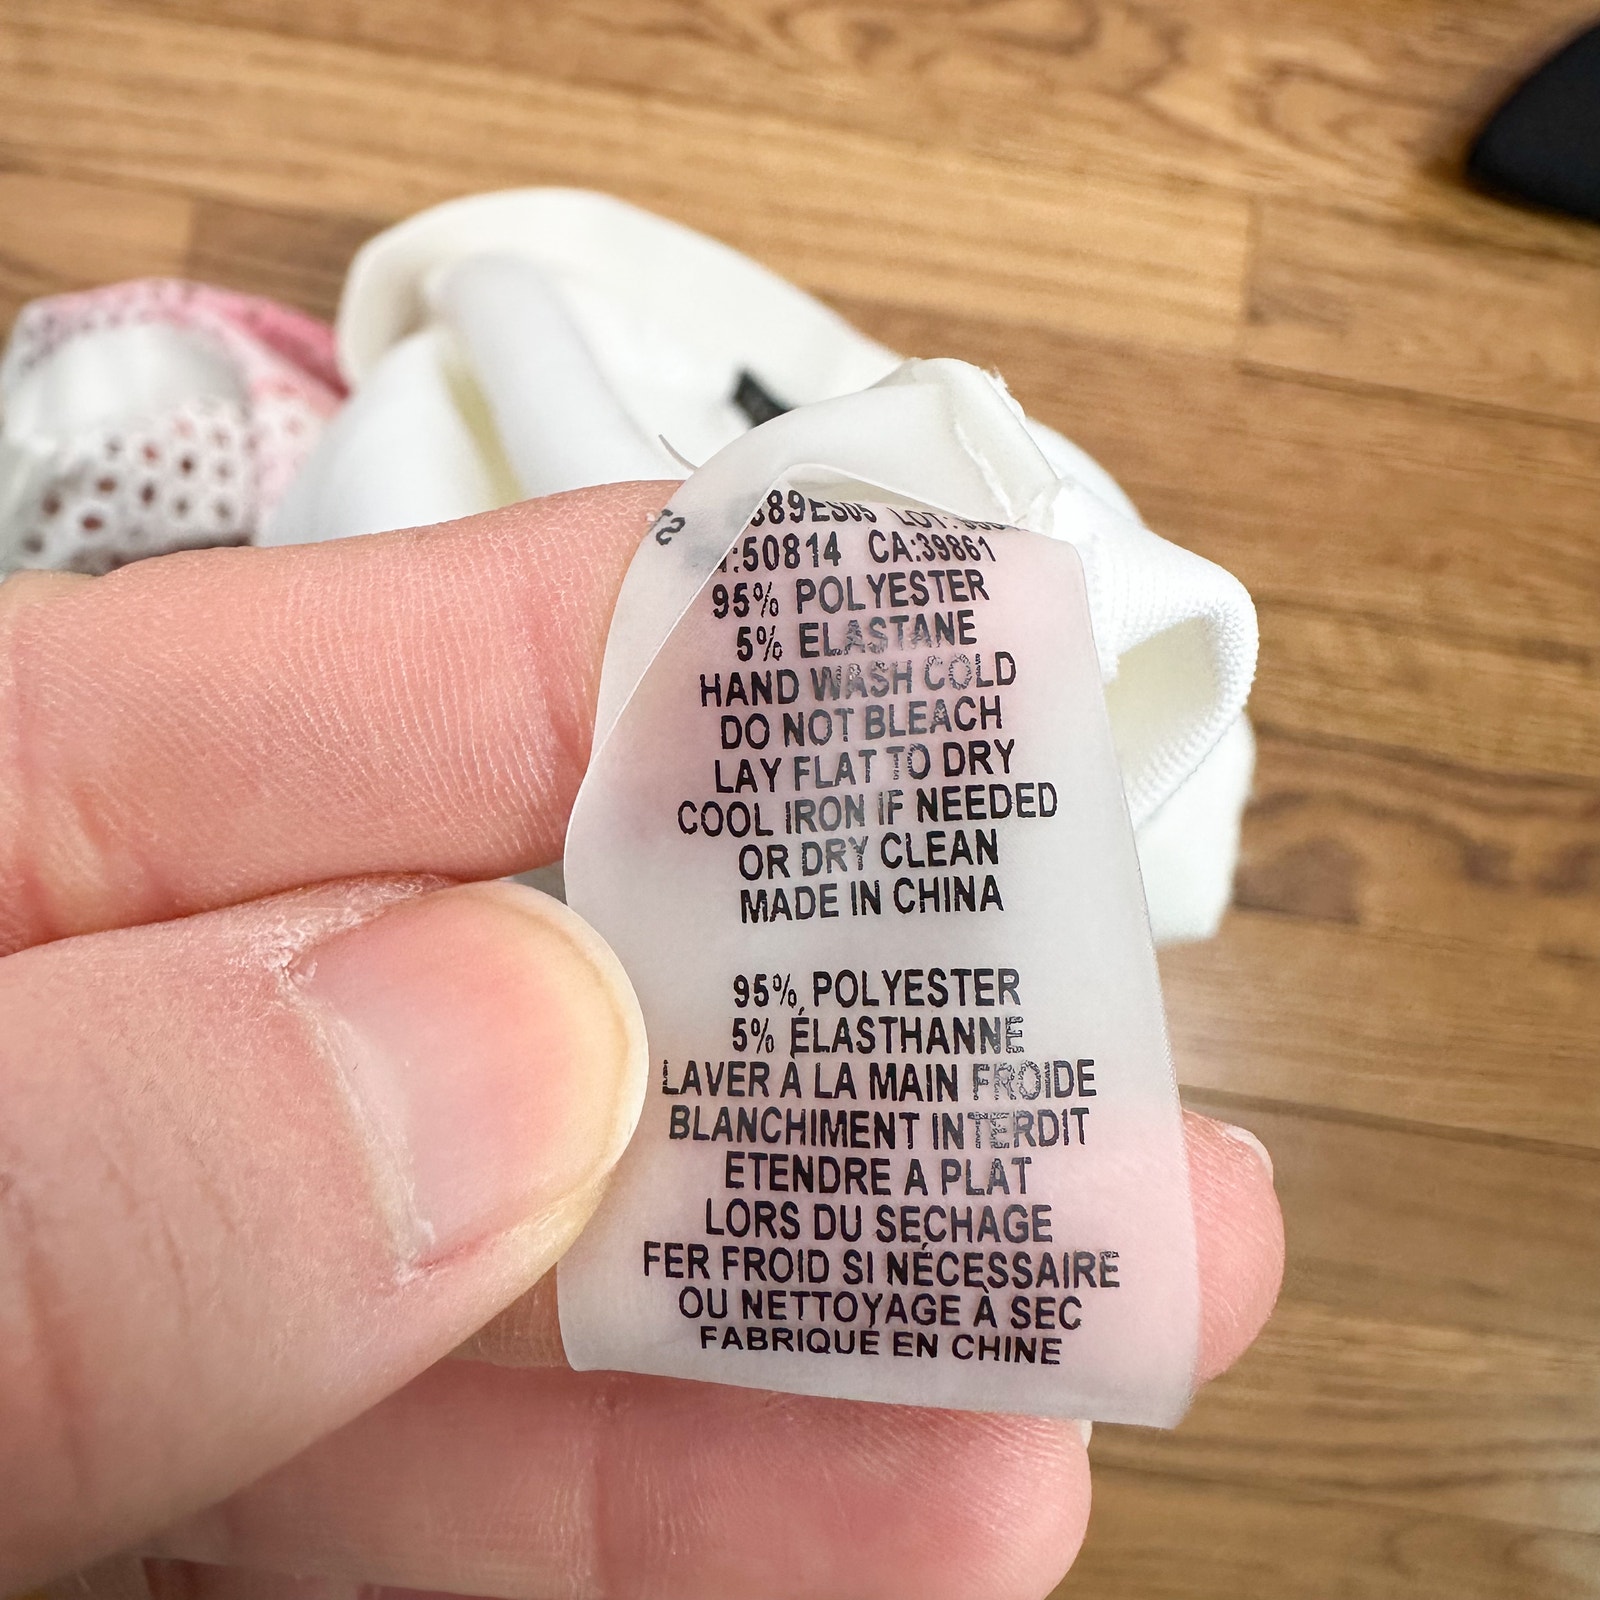 CA:39861
95% POLYESTER
5% ELASTANE
HAND WASH COLD
DO NOT BLEACH
LAY FLAT TO DRY
COOL IRON IF NEEDED
OR DRY CLEAN
MADE IN CHINA
95% POLYESTER
5% ÉLASTHANNE
LAVER À LA MAIN FROIDE
BLANCHIMENT INTERDIT
ETENDRE A PLAT
LORS DU SECHAGE
FER FROID SI NÉCESSAIRE
OU NETTOYAGE À SEC
FABRIQUE EN CHINE